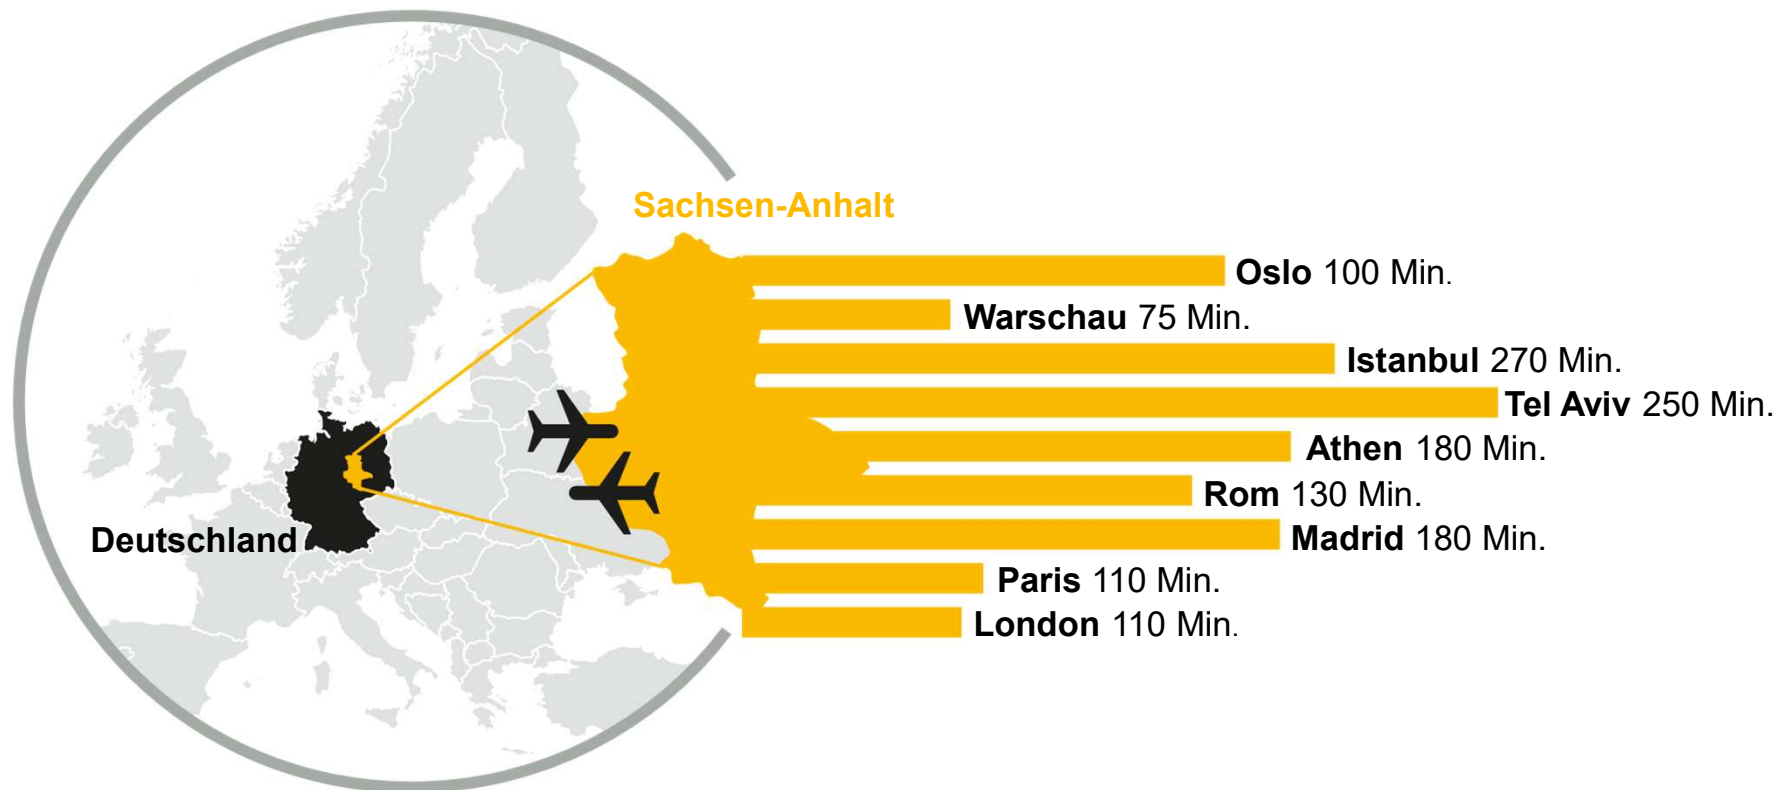 Sachsen-Anhalt
Oslo 100 Min.
Warschau 75 Min.
Istanbul 270 Min.
Tel Aviv 250 Min.
Athen 180 Min.
Rom 130 Min.
Madrid 180 Min.
Paris 110 Min.
London 110 Min.
Deutschland